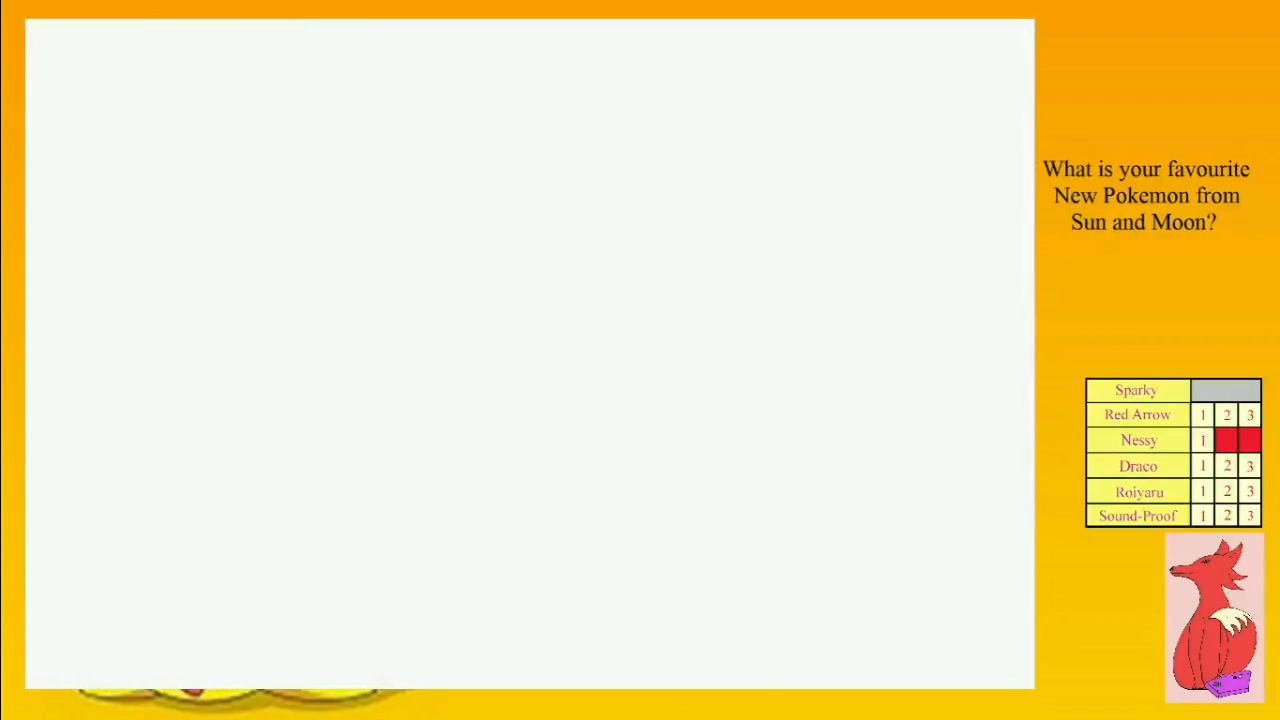 What is your favourite
New Pokemon from
Sun and Moon?
Sparky
Red Arrow 1 2 3
Nessy 1
Draco 1 2 3
Roiyaru 1 2 3
Sound-Proof 1 2 3